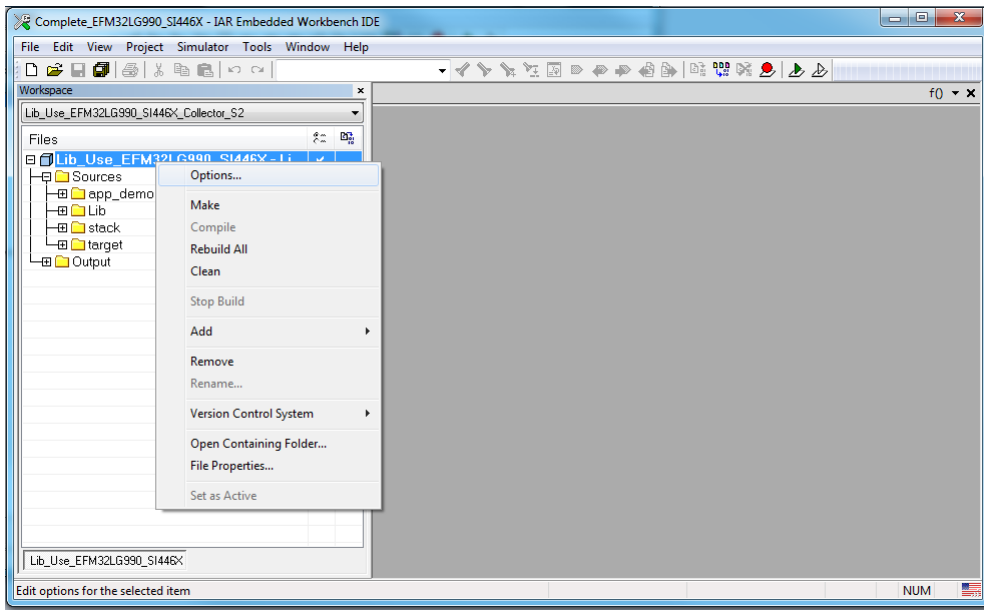 Complete_EFM32LG990_SI446X - IAR Embedded Workbench IDE
File Edit View Project Simulator Tools Window Help
Workspace
f()
Lib_Use_EFM32LG990_SI446X_Collector_S2
Files
Lib_Use_EFM32LG990_SI446X - Li
Sources
app_demo
Lib
stack
target
Output
Options...
Make
Compile
Rebuild All
Clean
Stop Build
Add
Remove
Rename...
Version Control System
Open Containing Folder...
File Properties...
Set as Active
Lib_Use_EFM32LG990_SI446X
Edit options for the selected item
NUM